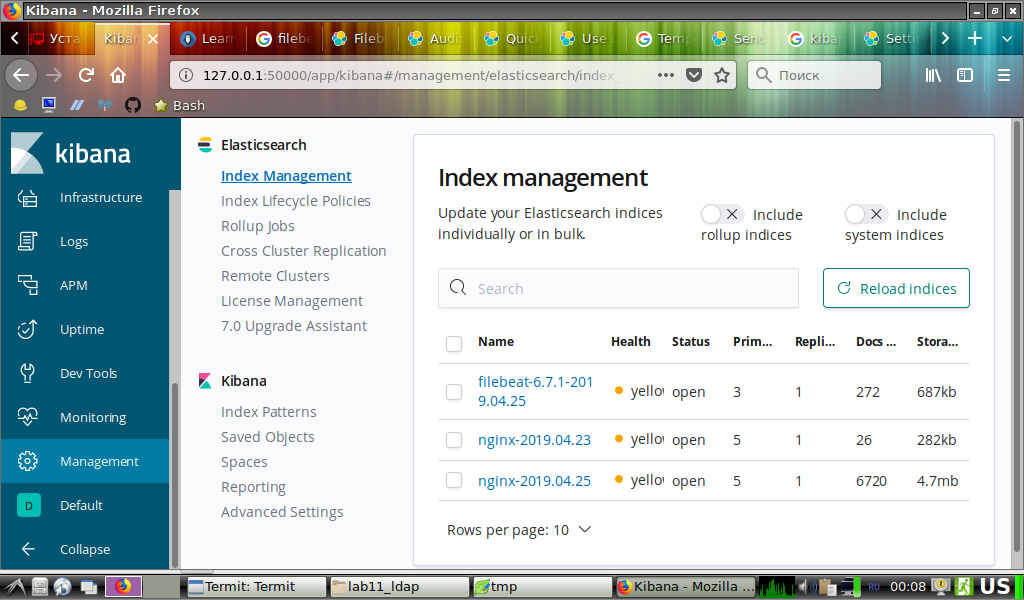 Kibana - Mozilla Firefox
Уста
Kiban
Lear
filebe
Fileb
Audi
Quic
Use
Temp
kiba
Setti
127.0.0.1:50000/app/kibana#/management/elasticsearch/index_
Поиск
Bash
kibana
Infrastructure
Logs
APM
Uptime
Dev Tools
Monitoring
Management
D
Default
Collapse
Elasticsearch
Index Management
Index Lifecycle Policies
Rollup Jobs
Cross Cluster Replication
Remote Clusters
License Management
7.0 Upgrade Assistant
Kibana
Index Patterns
Saved Objects
Spaces
Reporting
Advanced Settings
Index management
Update your Elasticsearch indices
individually or in bulk.
Include
rollup indices
Include
system indices
Search
Reload indices
Name Health Status Prim... Repli... Docs ... Stora...
filebeat-6.7.1-201
9.04.25
yellow open 3 1 272 687kb
nginx-2019.04.23 yellow open 5 1 26 282kb
nginx-2019.04.25 yellow open 5 1 6720 4.7mb
Rows per page: 10
Termit: Termit
lab11_ldap
tmp
Kibana - Mozilla ...
RU
00:08
US